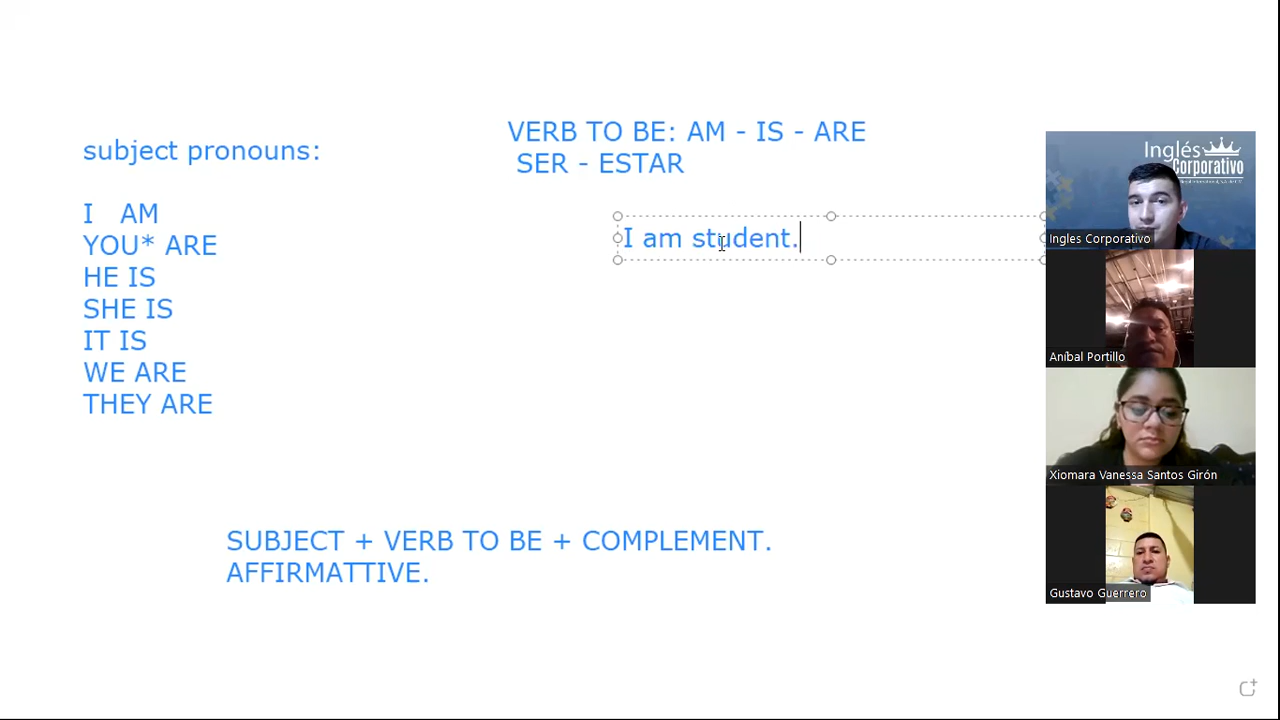 subject pronouns:
I AM
YOU* ARE
HE IS
SHE IS
IT IS
WE ARE
THEY ARE
VERB TO BE: AM - IS - ARE
SER - ESTAR
I am student.
SUBJECT + VERB TO BE + COMPLEMENT.
AFFIRMATTIVE.
Inglés
Corporativo
Ingles Corporativo
Aníbal Portillo
Xiomara Vanessa Santos Girón
Gustavo Guerrero